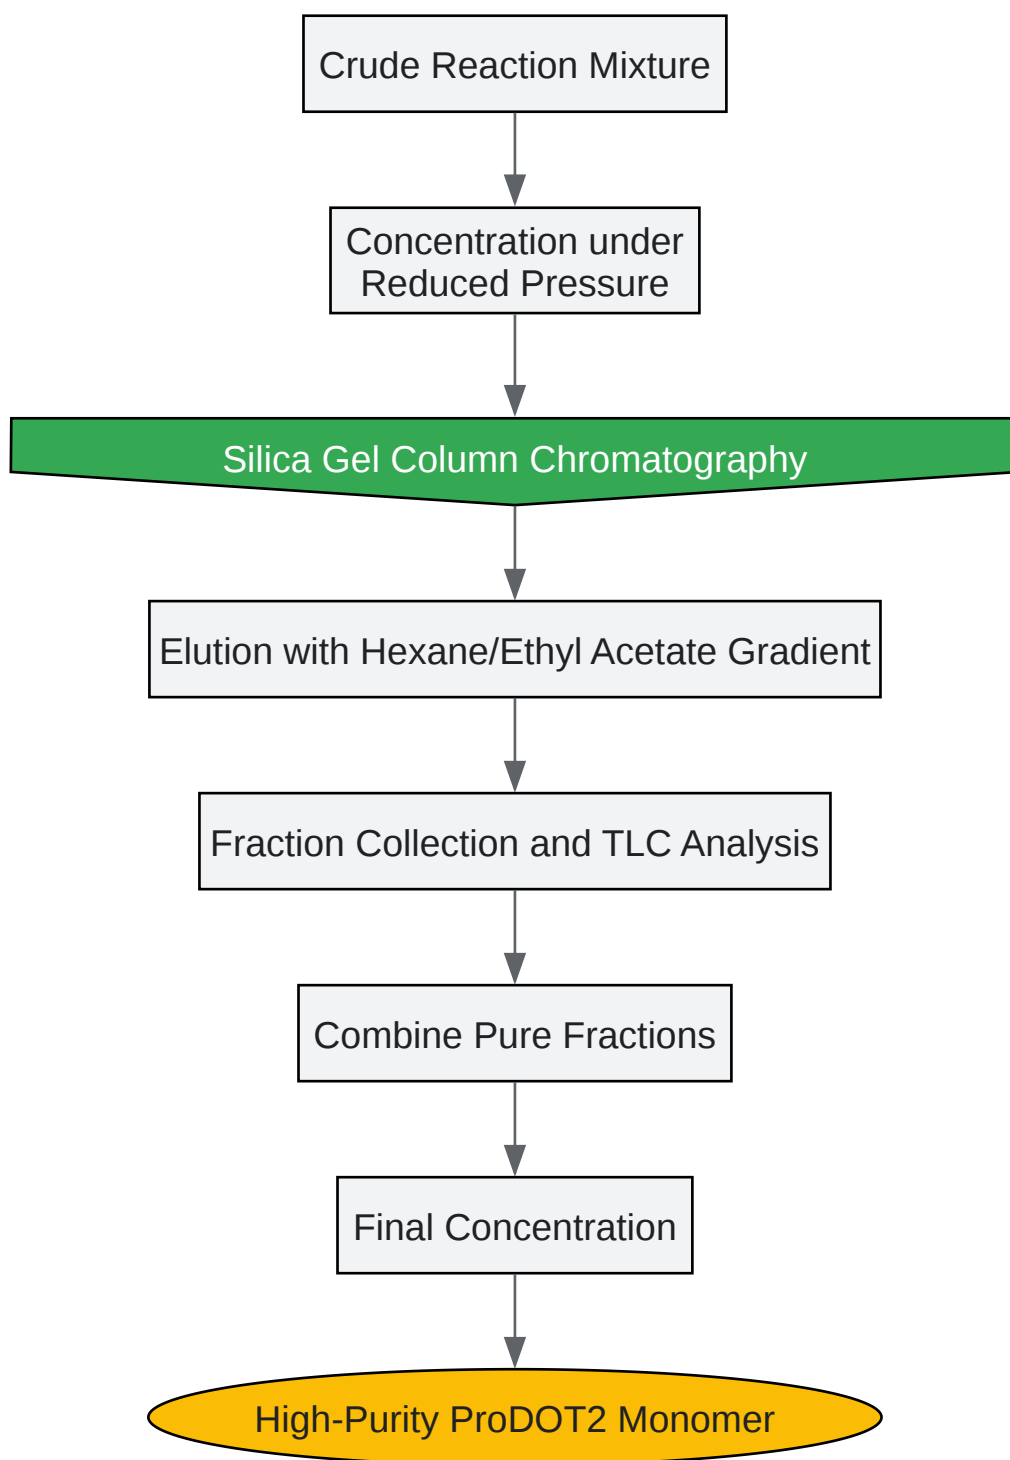 Crude Reaction Mixture
Concentration under
Reduced Pressure
Silica Gel Column Chromatography
Elution with Hexane/Ethyl Acetate Gradient
Fraction Collection and TLC Analysis
Combine Pure Fractions
Final Concentration
High-Purity ProDOT2 Monomer